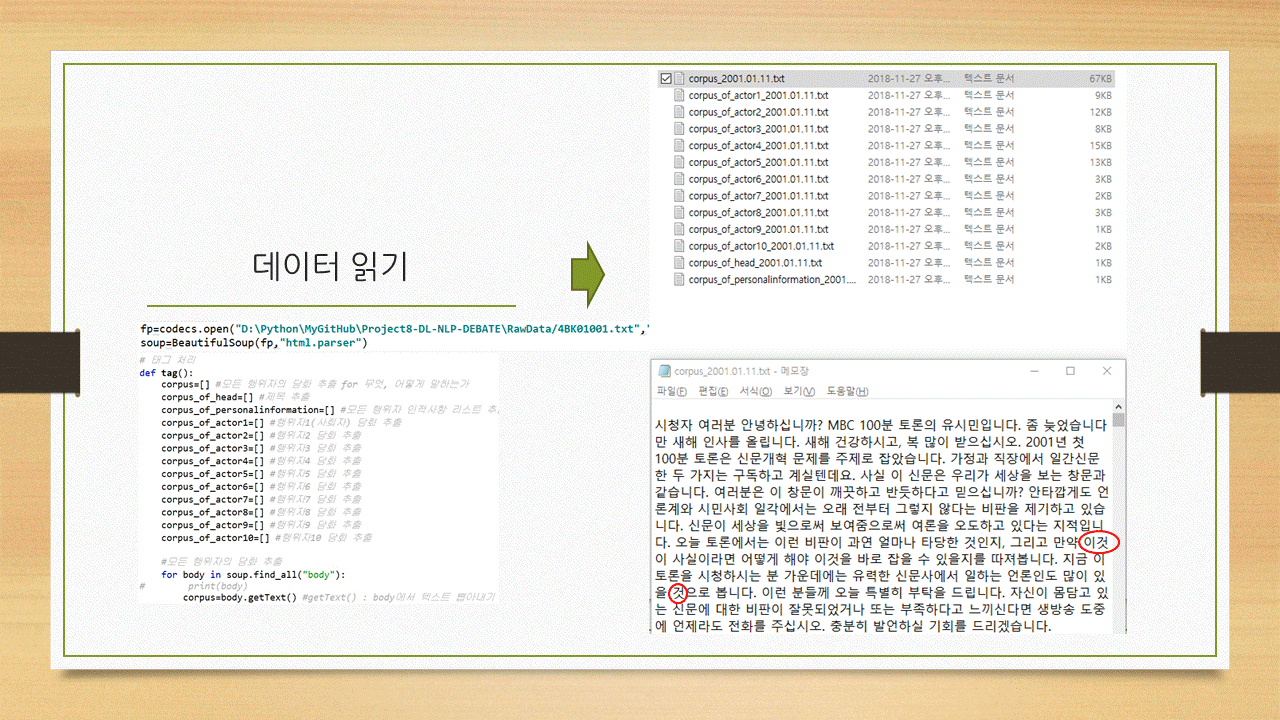 데이터 읽기
fp=codecs.open("D:\Python\MyGitHub\Project8-DL-NLP-DEBATE\RawData/4BK01001.txt","
soup=BeautifulSoup(fp,"html.parser")
# 태그 처리
def tag():
corpus=[] #모든 행위자의 담화 추출 for 무엇, 어떻게 말하는가
corpus_of_head=[] #제목 추출
corpus_of_personalinformation=[] #모든 행위자 인적사항 리스트 추
corpus_of_actor1=[] #행위자1(사회자) 담화 추출
corpus_of_actor2=[] #행위자2 담화 추출
corpus_of_actor3=[] #행위자3 담화 추출
corpus_of_actor4=[] #행위자4 담화 추출
corpus_of_actor5=[] #행위자5 담화 추출
corpus_of_actor6=[] #행위자6 담화 추출
corpus_of_actor7=[] #행위자7 담화 추출
corpus_of_actor8=[] #행위자8 담화 추출
corpus_of_actor9=[] #행위자9 담화 추출
corpus_of_actor10=[] #행위자10 담화 추출
#모든 행위자의 담화 추출
for body in soup.find_all("body"):
# print(body)
corpus=body.getText() #getText() : body에서 텍스트 뽑아내기
corpus_2001.01.11.txt 2018-11-27 오후... 텍스트 문서 67KB
corpus_of_actor1_2001.01.11.txt 2018-11-27 오후... 텍스트 문서 9KB
corpus_of_actor2_2001.01.11.txt 2018-11-27 오후... 텍스트 문서 12KB
corpus_of_actor3_2001.01.11.txt 2018-11-27 오후... 텍스트 문서 8KB
corpus_of_actor4_2001.01.11.txt 2018-11-27 오후... 텍스트 문서 15KB
corpus_of_actor5_2001.01.11.txt 2018-11-27 오후... 텍스트 문서 13KB
corpus_of_actor6_2001.01.11.txt 2018-11-27 오후... 텍스트 문서 3KB
corpus_of_actor7_2001.01.11.txt 2018-11-27 오후... 텍스트 문서 2KB
corpus_of_actor8_2001.01.11.txt 2018-11-27 오후... 텍스트 문서 3KB
corpus_of_actor9_2001.01.11.txt 2018-11-27 오후... 텍스트 문서 1KB
corpus_of_actor10_2001.01.11.txt 2018-11-27 오후... 텍스트 문서 2KB
corpus_of_head_2001.01.11.txt 2018-11-27 오후... 텍스트 문서 1KB
corpus_of_personalinformation_2001.... 2018-11-27 오후... 텍스트 문서 1KB
corpus_2001.01.11.txt - 메모장
파일(F) 편집(E) 서식(O) 보기(V) 도움말(H)
시청자 여러분 안녕하십니까? MBC 100분 토론의 유시민입니다. 좀 늦었습니다
만 새해 인사를 올립니다. 새해 건강하시고, 복 많이 받으십시오. 2001년 첫
100분 토론은 신문개혁 문제를 주제로 잡았습니다. 가정과 직장에서 일간신문
한 두 가지는 구독하고 계실텐데요. 사실 이 신문은 우리가 세상을 보는 창문과
같습니다. 여러분은 이 창문이 깨끗하고 반듯하다고 믿으십니까? 안타깝게도 언
론계와 시민사회 일각에서는 오래 전부터 그렇지 않다는 비판을 제기하고 있습
니다. 신문이 세상을 빛으로써 보여줌으로써 여론을 오도하고 있다는 지적입니
다. 오늘 토론에서는 이런 비판이 과연 얼마나 타당한 것인지, 그리고 만약 이것
이 사실이라면 어떻게 해야 이것을 바로 잡을 수 있을지를 따져봅니다. 지금 이
토론을 시청하시는 분 가운데에는 유력한 신문사에서 일하는 언론인도 많이 있
을 것으로 봅니다. 이런 분들께 오늘 특별히 부탁을 드립니다. 자신이 몸담고 있
는 신문에 대한 비판이 잘못되었거나 또는 부족하다고 느끼신다면 생방송 도중
에 언제라도 전화를 주십시오. 충분히 발언하실 기회를 드리겠습니다.